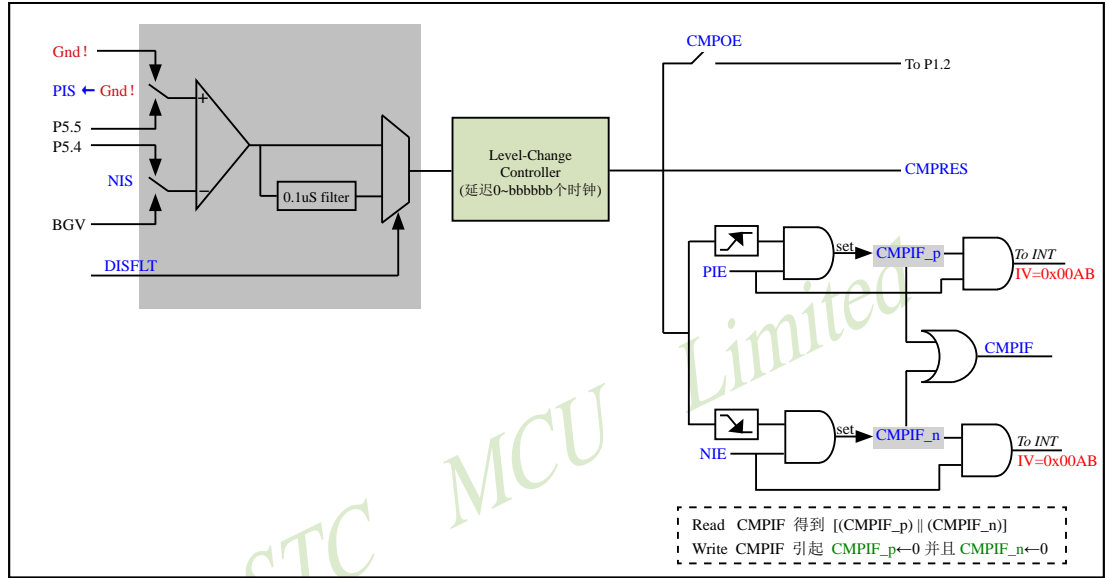 Gnd !
PIS ← Gnd !
P5.5
P5.4
NIS
BGV
DISFLT
+
−
0.1uS filter
Level-Change
Controller
(延迟0~bbbbbb个时钟)
CMPOE
To P1.2
CMPRES
PIE
set
CMPIF_p
To INT
IV=0x00AB
CMPIF
NIE
set
CMPIF_n
To INT
IV=0x00AB
Read CMPIF 得到 [(CMPIF_p) || (CMPIF_n)]
Write CMPIF 引起 CMPIF_p←0 并且 CMPIF_n←0
STC MCU Limited